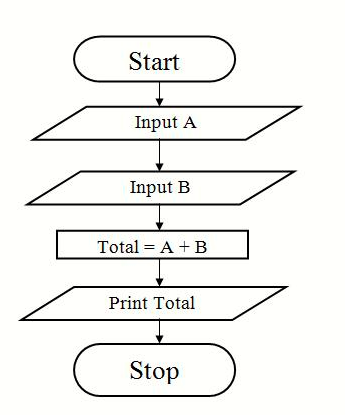 Start
Input A
Input B
Total = A + B
Print Total
Stop